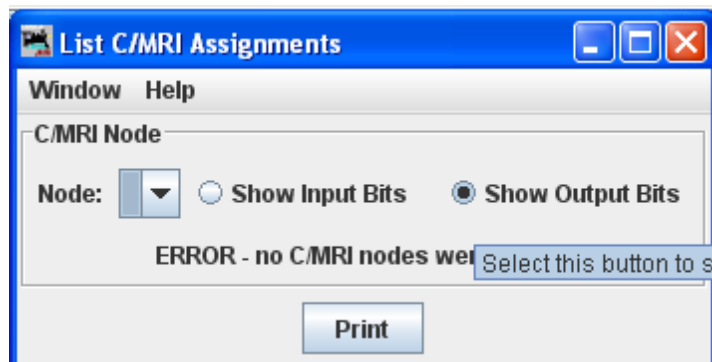 List C/MRI Assignments
Window Help
C/MRI Node
Node: Show Input Bits Show Output Bits
ERROR - no C/MRI nodes
Select this button to
Print